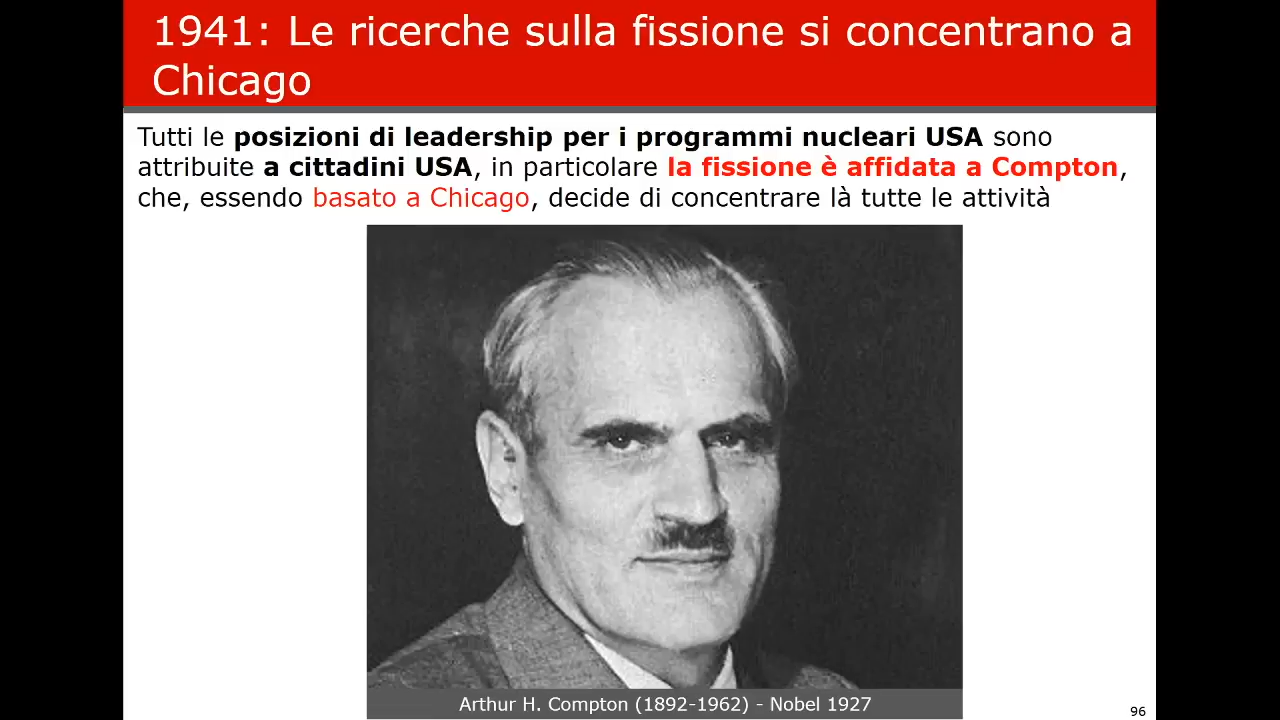 1941: Le ricerche sulla fissione si concentrano a
Chicago
Tutti le posizioni di leadership per i programmi nucleari USA sono
attribuite a cittadini USA, in particolare la fissione è affidata a Compton,
che, essendo basato a Chicago, decide di concentrare là tutte le attività
Arthur H. Compton (1892-1962) - Nobel 1927
96